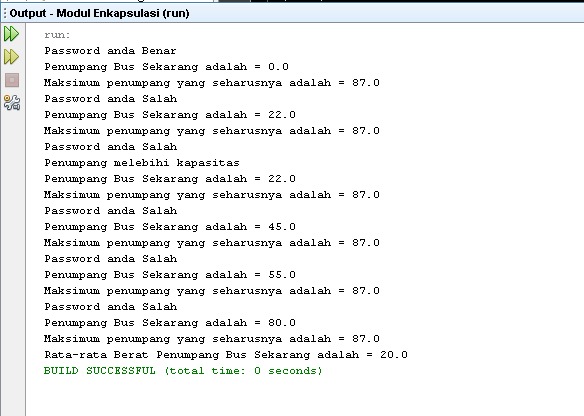 Output - Modul Enkapsulasi (run)
run:
Password anda Benar
Penumpang Bus Sekarang adalah = 0.0
Maksimum penumpang yang seharusnya adalah = 87.0
Password anda Salah
Penumpang Bus Sekarang adalah = 22.0
Maksimum penumpang yang seharusnya adalah = 87.0
Password anda Salah
Penumpang melebihi kapasitas
Penumpang Bus Sekarang adalah = 22.0
Maksimum penumpang yang seharusnya adalah = 87.0
Password anda Salah
Penumpang Bus Sekarang adalah = 45.0
Maksimum penumpang yang seharusnya adalah = 87.0
Password anda Salah
Penumpang Bus Sekarang adalah = 55.0
Maksimum penumpang yang seharusnya adalah = 87.0
Password anda Salah
Penumpang Bus Sekarang adalah = 80.0
Maksimum penumpang yang seharusnya adalah = 87.0
Rata-rata Berat Penumpang Bus Sekarang adalah = 20.0
BUILD SUCCESSFUL (total time: 0 seconds)